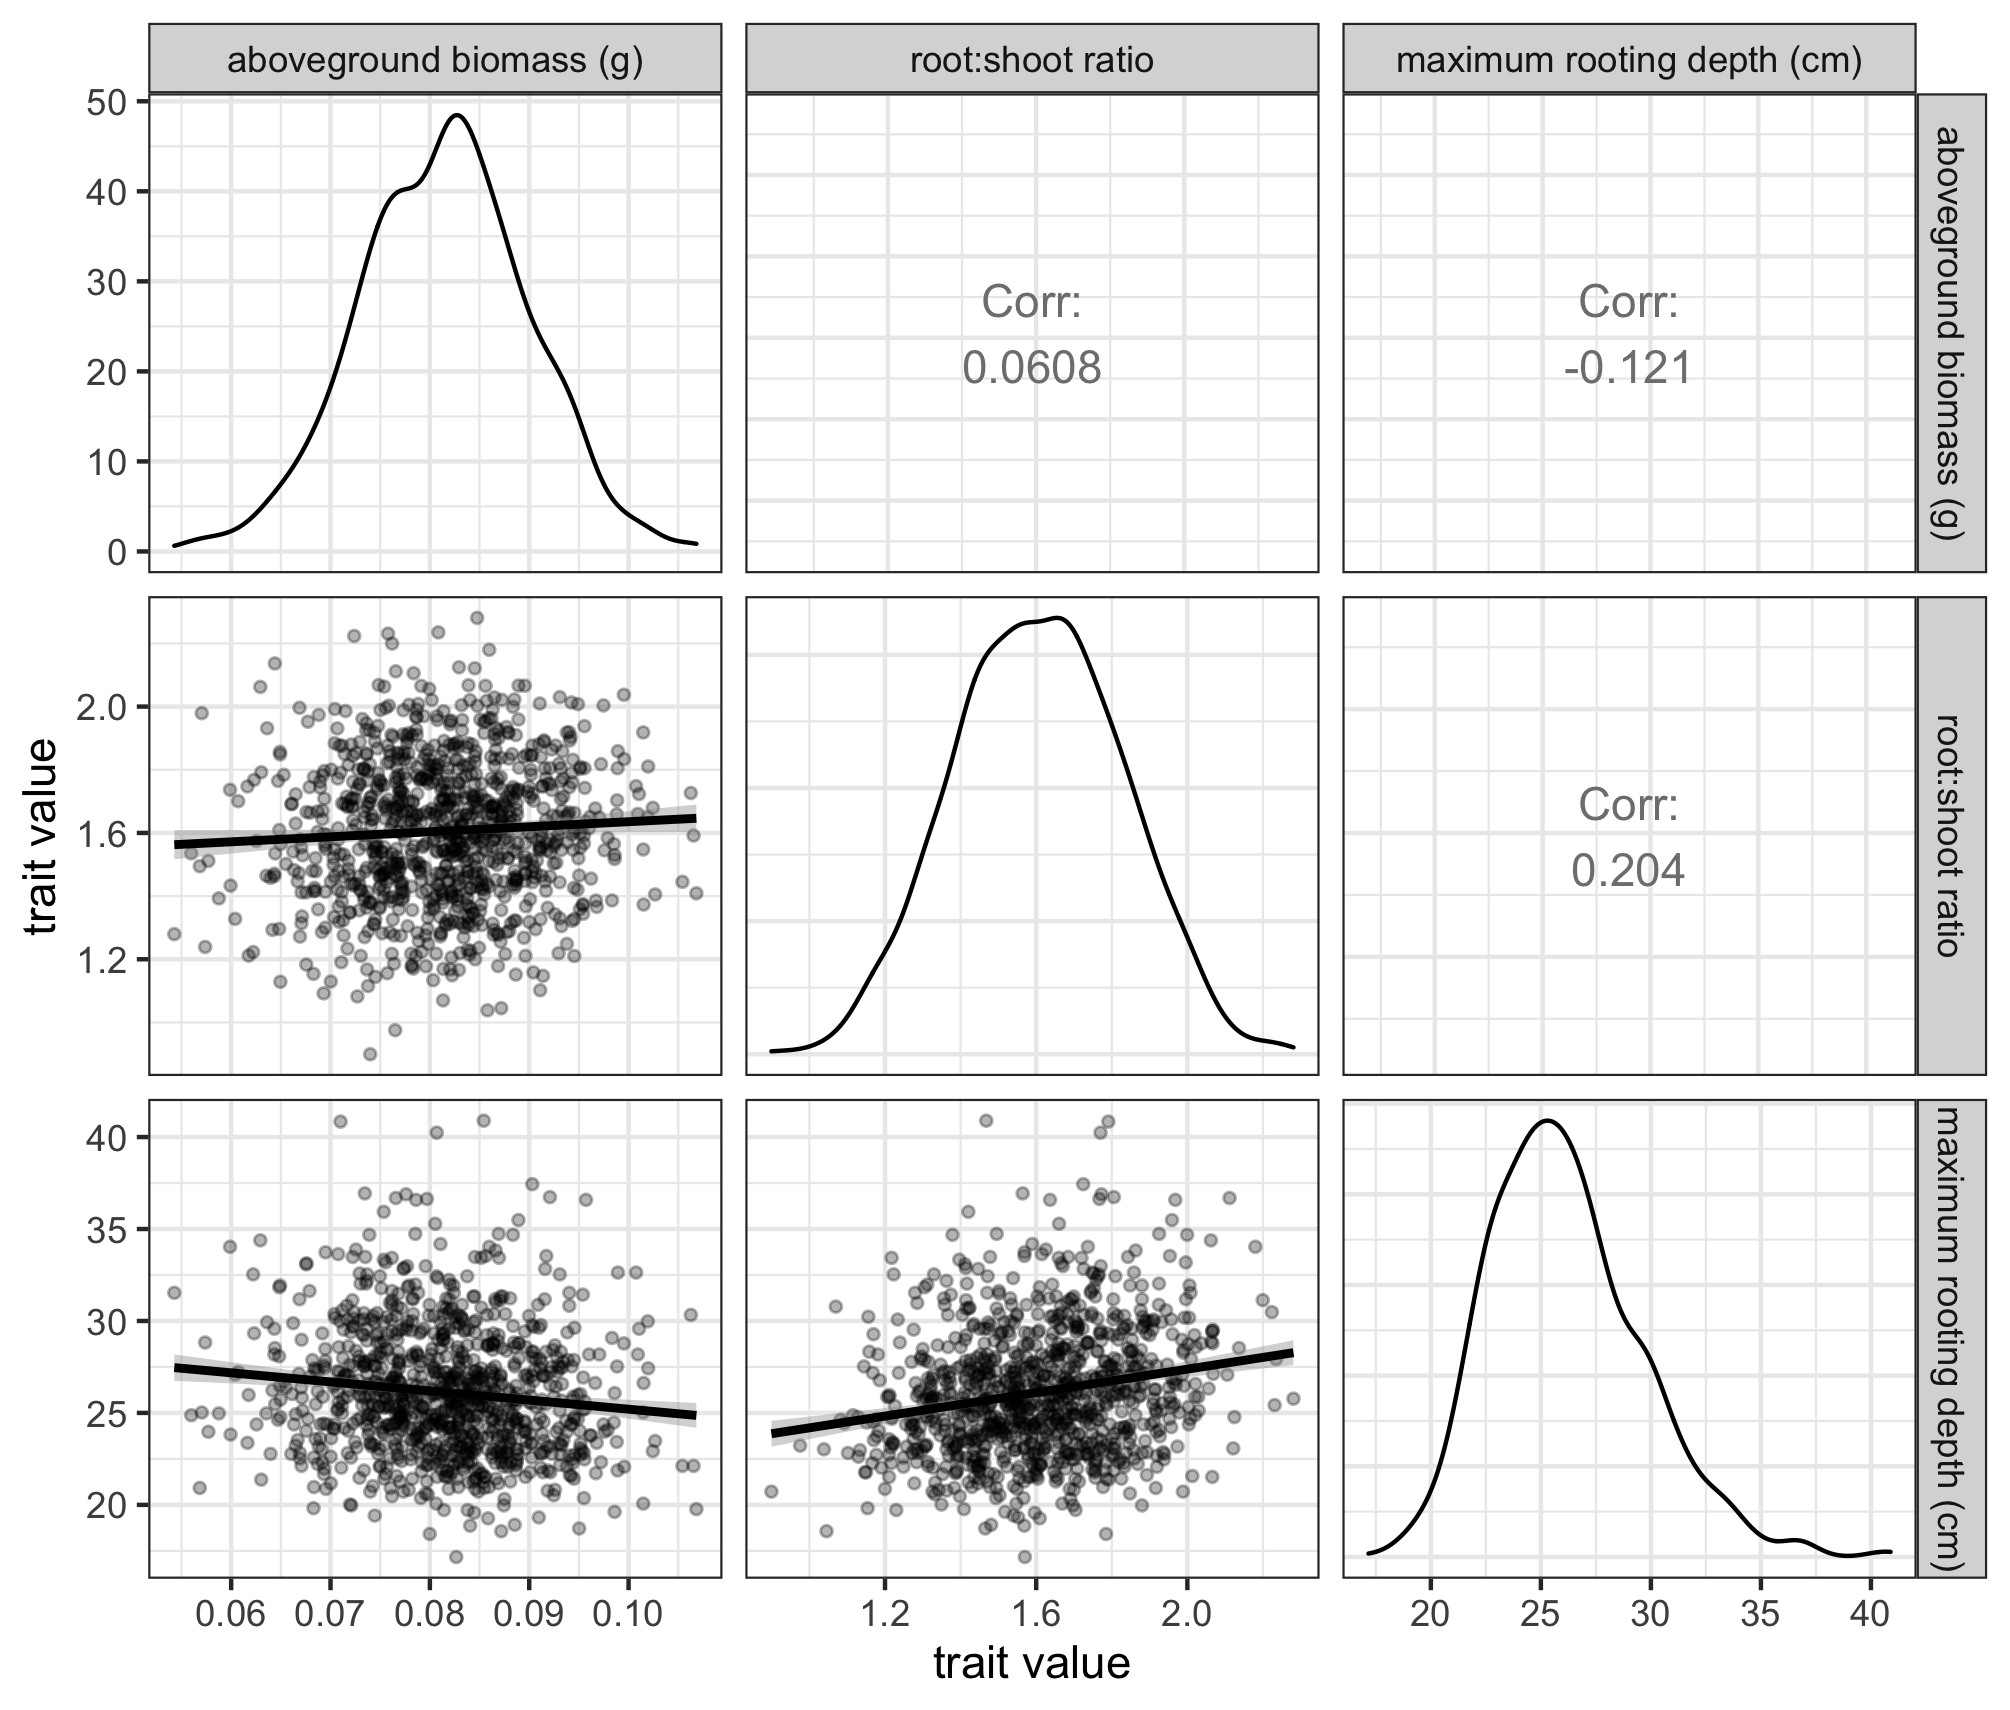 aboveground biomass (g)
root:shoot ratio
maximum rooting depth (cm)
50
40
30
20
10
0
Corr:
0.0608
Corr:
-0.121
aboveground biomass (g)
trait value
2.0
1.6
1.2
Corr:
0.204
root:shoot ratio
40
35
30
25
20
maximum rooting depth (cm)
0.06 0.07 0.08 0.09 0.10
1.2 1.6 2.0
20 25 30 35 40
trait value